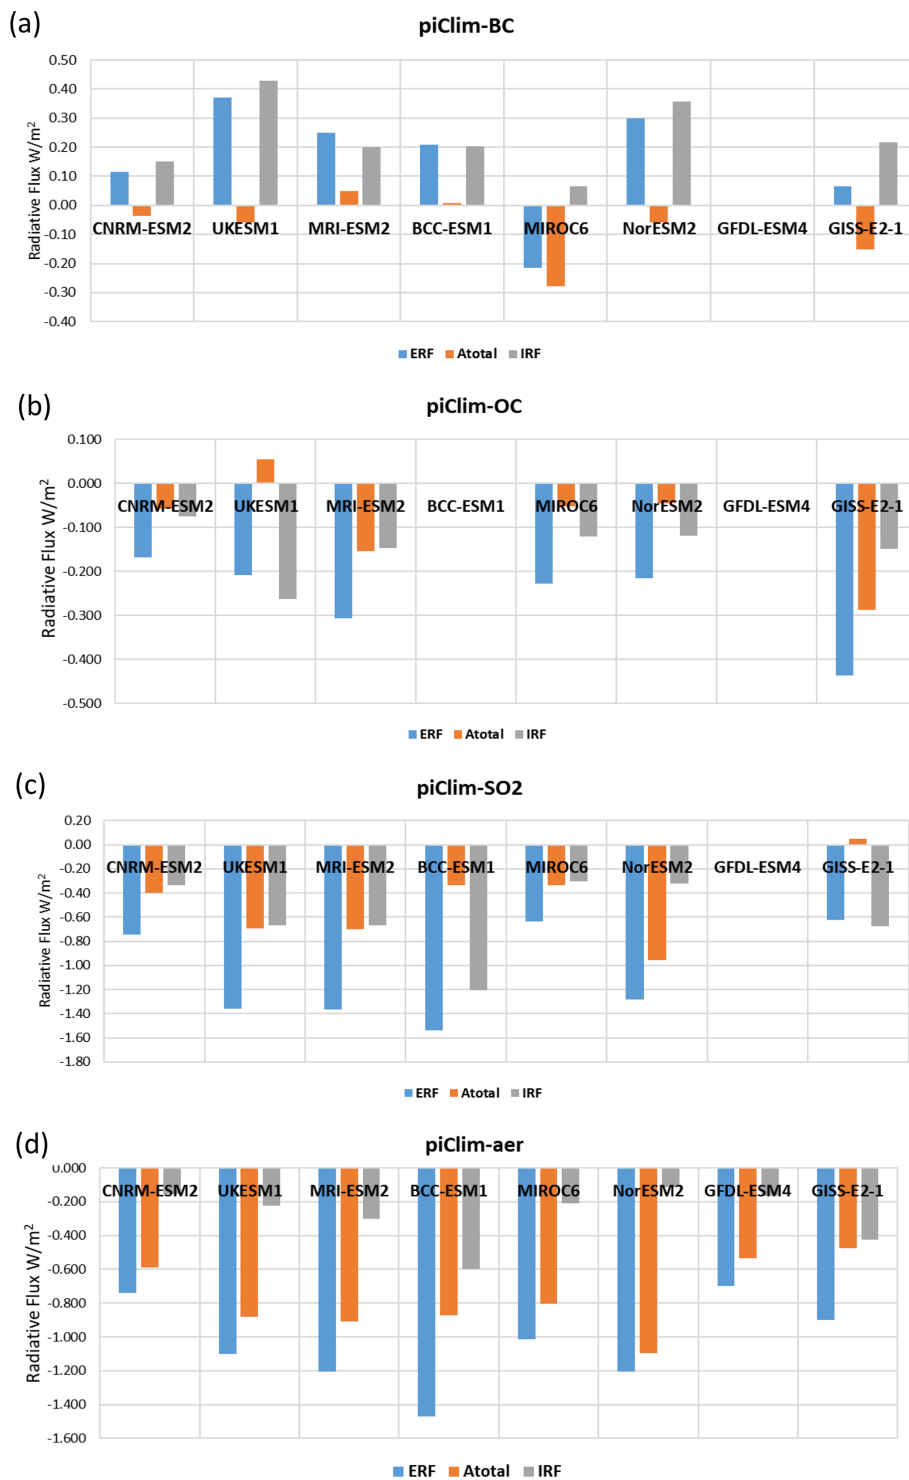 (a)
piClim-BC
Radiative Flux W/m²
0.50
0.40
0.30
0.20
0.10
0.00
-0.10
-0.20
-0.30
-0.40
CNRM-ESM2 UKESM1 MRI-ESM2 BCC-ESM1 MIROC6 NorESM2 GFDL-ESM4 GISS-E2-1
ERF Atotal IRF
(b)
piClim-OC
Radiative Flux W/m²
0.100
0.000
-0.100
-0.200
-0.300
-0.400
-0.500
CNRM-ESM2 UKESM1 MRI-ESM2 BCC-ESM1 MIROC6 NorESM2 GFDL-ESM4 GISS-E2-1
ERF Atotal IRF
(c)
piClim-SO2
Radiative Flux W/m²
0.20
0.00
-0.20
-0.40
-0.60
-0.80
-1.00
-1.20
-1.40
-1.60
-1.80
CNRM-ESM2 UKESM1 MRI-ESM2 BCC-ESM1 MIROC6 NorESM2 GFDL-ESM4 GISS-E2-1
ERF Atotal IRF
(d)
piClim-aer
Radiative Flux W/m²
0.000
-0.200
-0.400
-0.600
-0.800
-1.000
-1.200
-1.400
-1.600
CNRM-ESM2 UKESM1 MRI-ESM2 BCC-ESM1 MIROC6 NorESM2 GFDL-ESM4 GISS-E2-1
ERF Atotal IRF